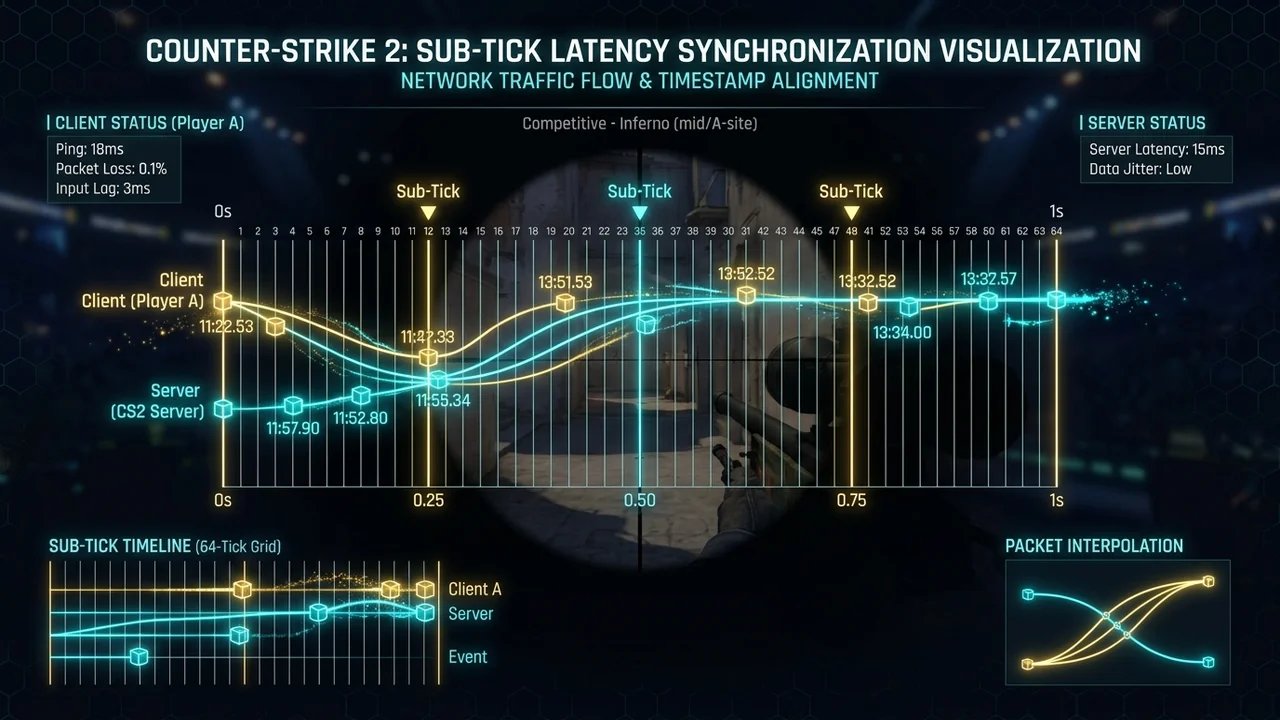 COUNTER-STRIKE 2: SUB-TICK LATENCY SYNCHRONIZATION VISUALIZATION
NETWORK TRAFFIC FLOW & TIMESTAMP ALIGNMENT
Competitive - Inferno (mid/A-site)
CLIENT STATUS (Player A)
Ping: 18ms
Packet Loss: 0.1%
Input Lag: 3ms
SERVER STATUS
Server Latency: 15ms
Data Jitter: Low
Sub-Tick Sub-Tick Sub-Tick
0s 1s
1 2 3 4 5 6 7 8 9 10 11 12 13 14 15 16 17 18 19 20 21 22 23 35 36 37 38 39 30 31 42 43 44 45 47 48 51 52 53 54 55 57 58 59 61 62 63 64
Client
Client (Player A)
11:22.53
11:47.33
13:51.53
13:52.52
13:32.52
13:37.57
13:34.00
Server
(CS2 Server)
11:57.90
11:52.80
11:55.34
0s 0.25 0.50 0.75 1s
SUB-TICK TIMELINE (64-Tick Grid)
Client A
Server
Event
PACKET INTERPOLATION